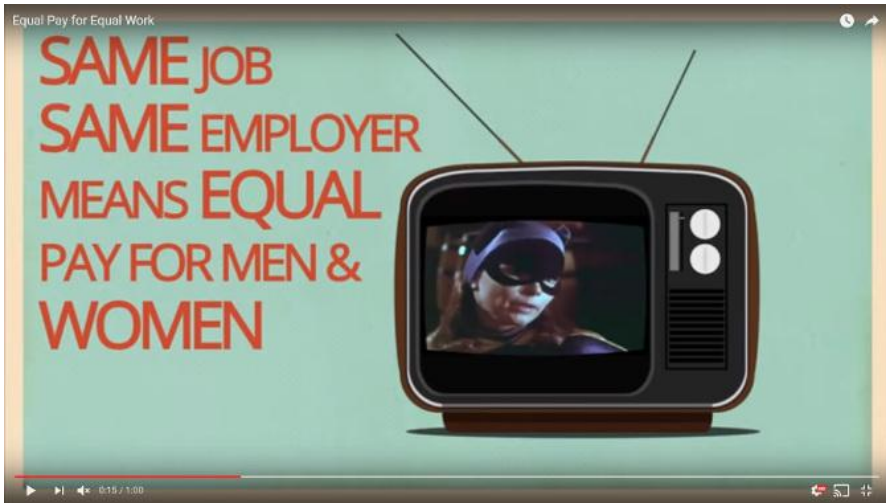 Equal Pay for Equal Work
SAME JOB
SAME EMPLOYER
MEANS EQUAL
PAY FOR MEN &
WOMEN
0:15 / 1:00